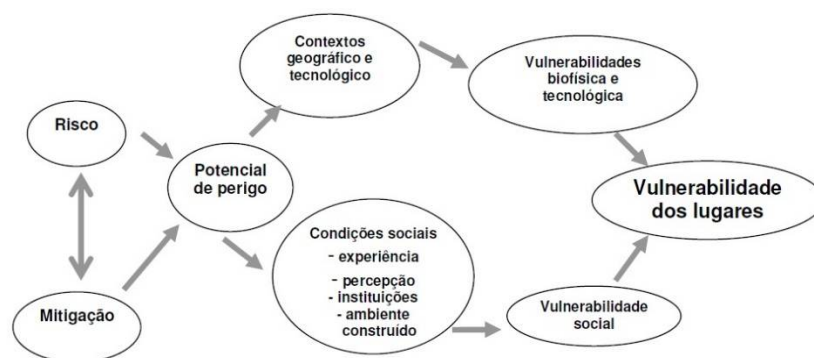 Risco
Mitigação
Potencial
de perigo
Contextos
geográfico e
tecnológico
Condições sociais
- experiência
- percepção
- instituições
- ambiente
construído
Vulnerabilidades
biofísica e
tecnológica
Vulnerabilidade
social
Vulnerabilidade
dos lugares